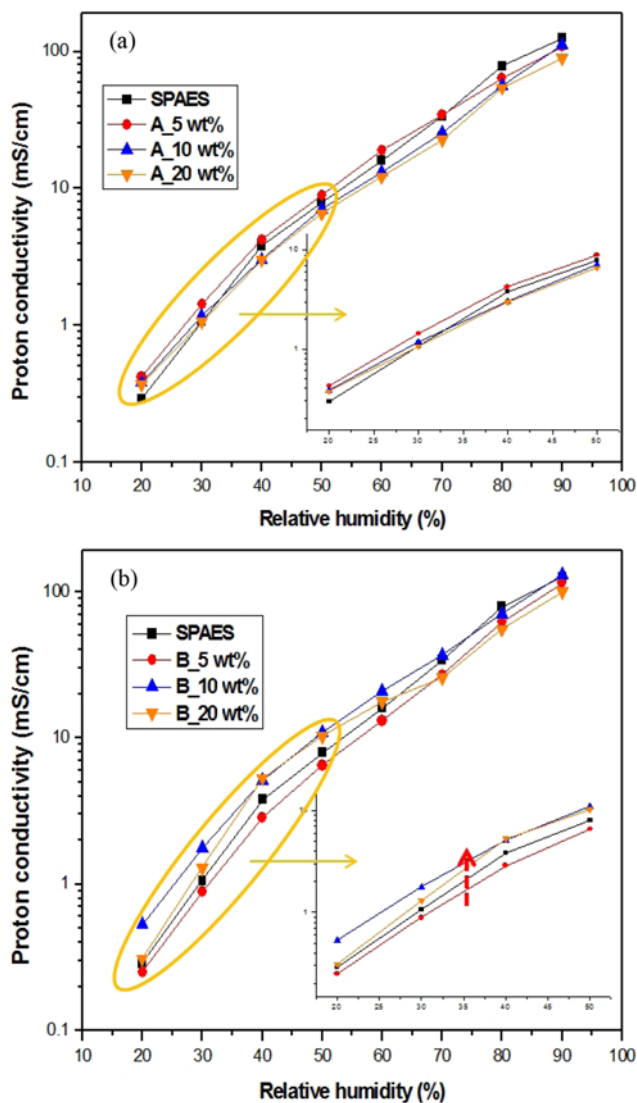 (a)
SPAES
A_5 wt%
A_10 wt%
A_20 wt%
Proton conductivity (mS/cm)
100
10
1
0.1
10
1
20 25 30 35 40 45 50
10 20 30 40 50 60 70 80 90 100
Relative humidity (%)
(b)
SPAES
B_5 wt%
B_10 wt%
B_20 wt%
Proton conductivity (mS/cm)
100
10
1
0.1
10
1
20 25 30 35 40 45 50
10 20 30 40 50 60 70 80 90 100
Relative humidity (%)